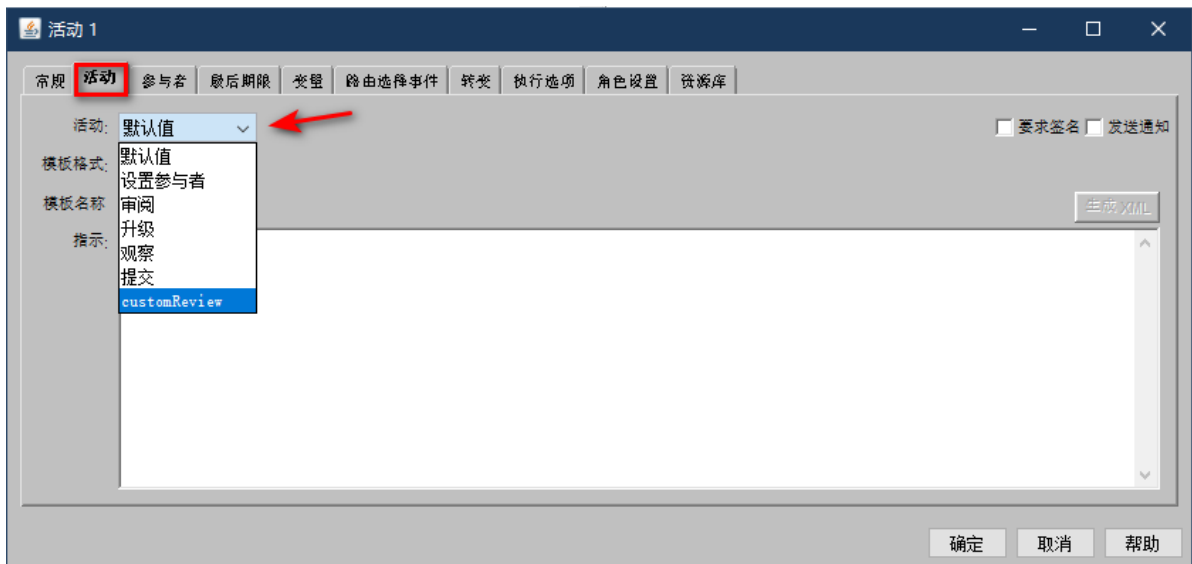 活动 1
常规 活动 参与者 最后期限 变量 路由选择事件 转变 执行选项 角色设置 资源库
活动: 默认值 要求签名 发送通知
模板格式: 默认值
设置参与者
模板名称 审阅 生成 XML
指示: 升级
观察
提交
customReview
确定 取消 帮助